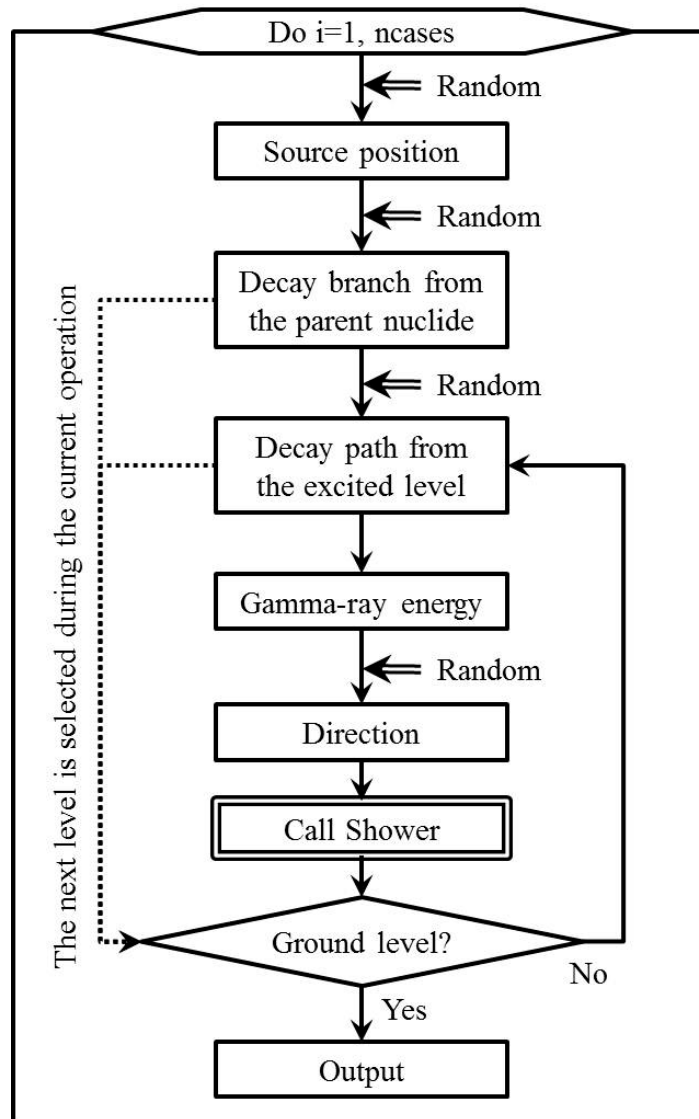 Do i=1, ncases
Random
Source position
Random
Decay branch from
the parent nuclide
Random
Decay path from
the excited level
Gamma-ray energy
Random
Direction
Call Shower
Ground level?
No
Yes
Output
The next level is selected during the current operation